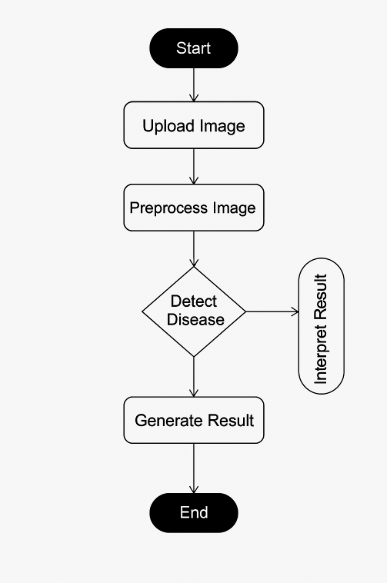 Start
Upload Image
Preprocess Image
Detect
Disease
Interpret Result
Generate Result
End